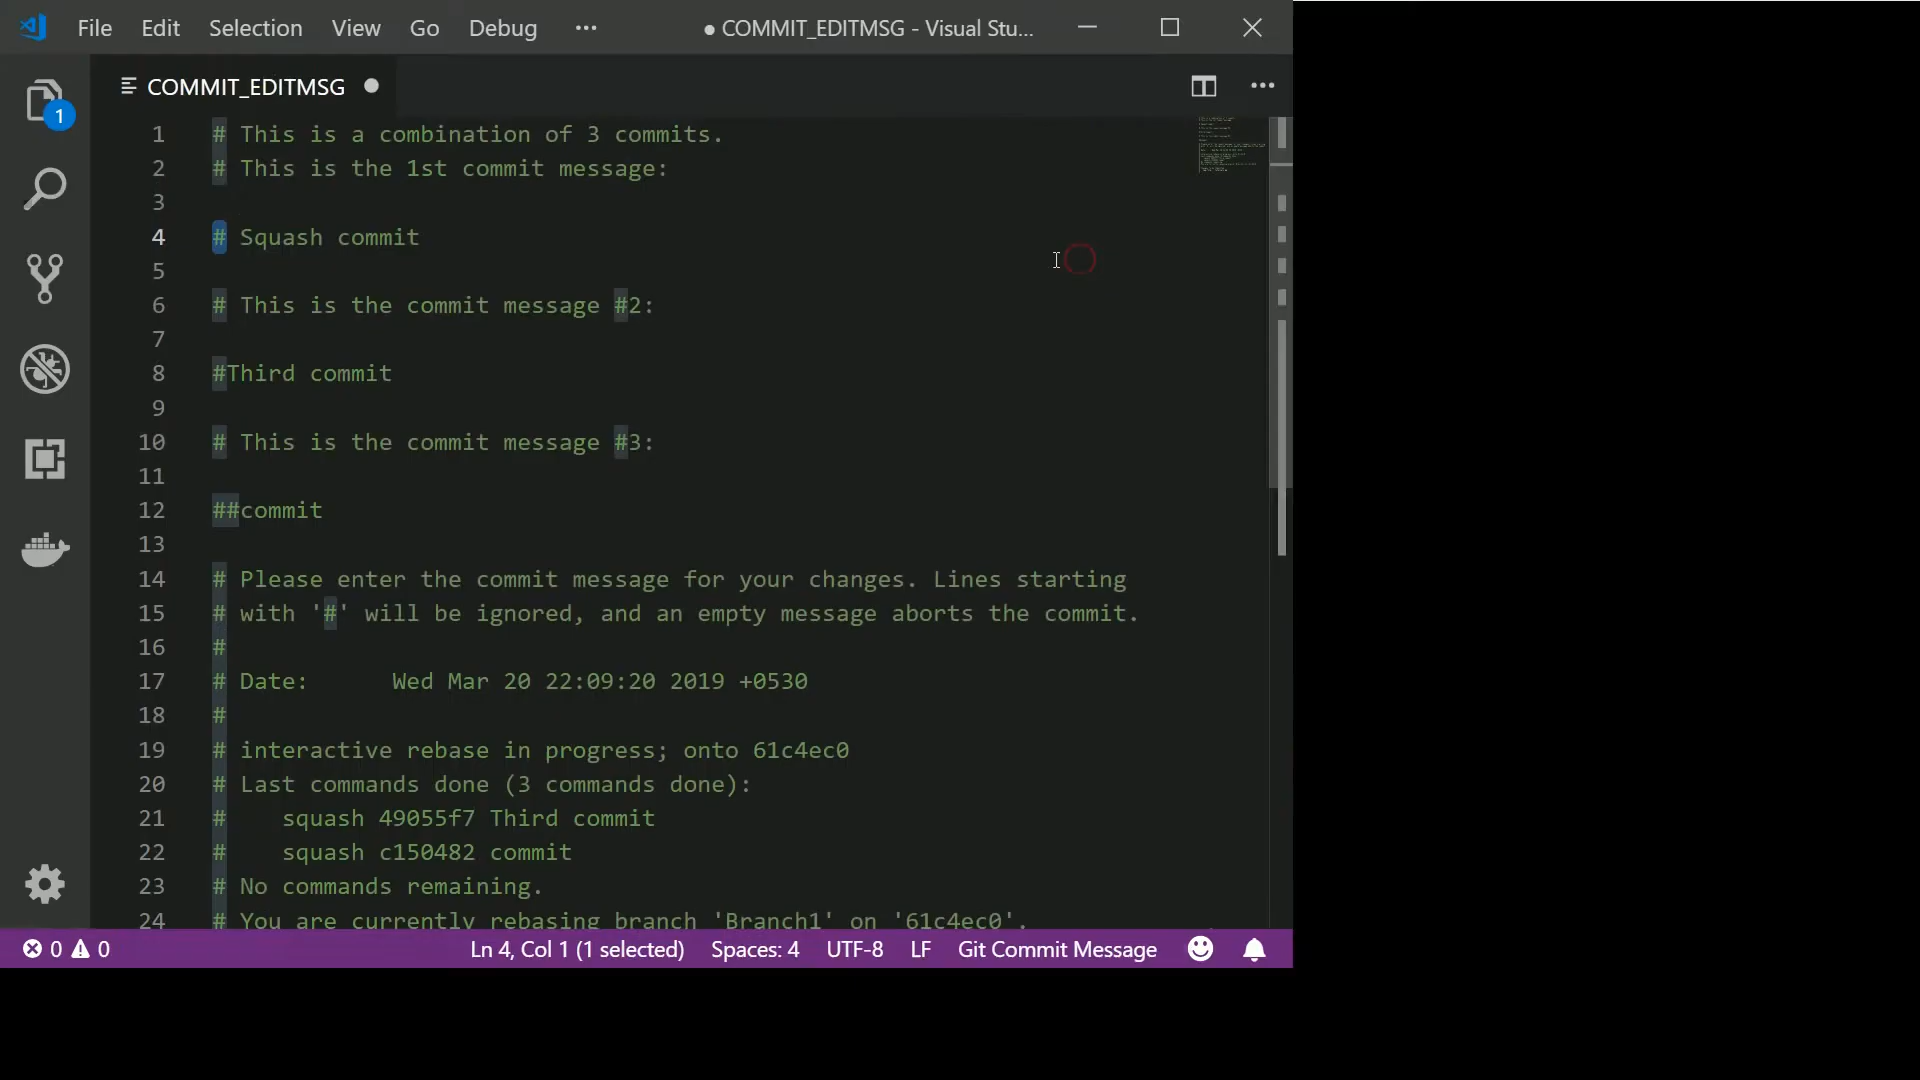 File Edit Selection View Go Debug ··· ● COMMIT_EDITMSG - Visual Stu...
COMMIT_EDITMSG
1
1 # This is a combination of 3 commits.
2 # This is the 1st commit message:
3
4 # Squash commit
5
6 # This is the commit message #2:
7
8 #Third commit
9
10 # This is the commit message #3:
11
12 ##commit
13
14 # Please enter the commit message for your changes. Lines starting
15 # with '#' will be ignored, and an empty message aborts the commit.
16 #
17 # Date:      Wed Mar 20 22:09:20 2019 +0530
18 #
19 # interactive rebase in progress; onto 61c4ec0
20 # Last commands done (3 commands done):
21 #    squash 49055f7 Third commit
22 #    squash c150482 commit
23 # No commands remaining.
24 # You are currently rebasing branch 'Branch1' on '61c4ec0'.
0 0 Ln 4, Col 1 (1 selected) Spaces: 4 UTF-8 LF Git Commit Message